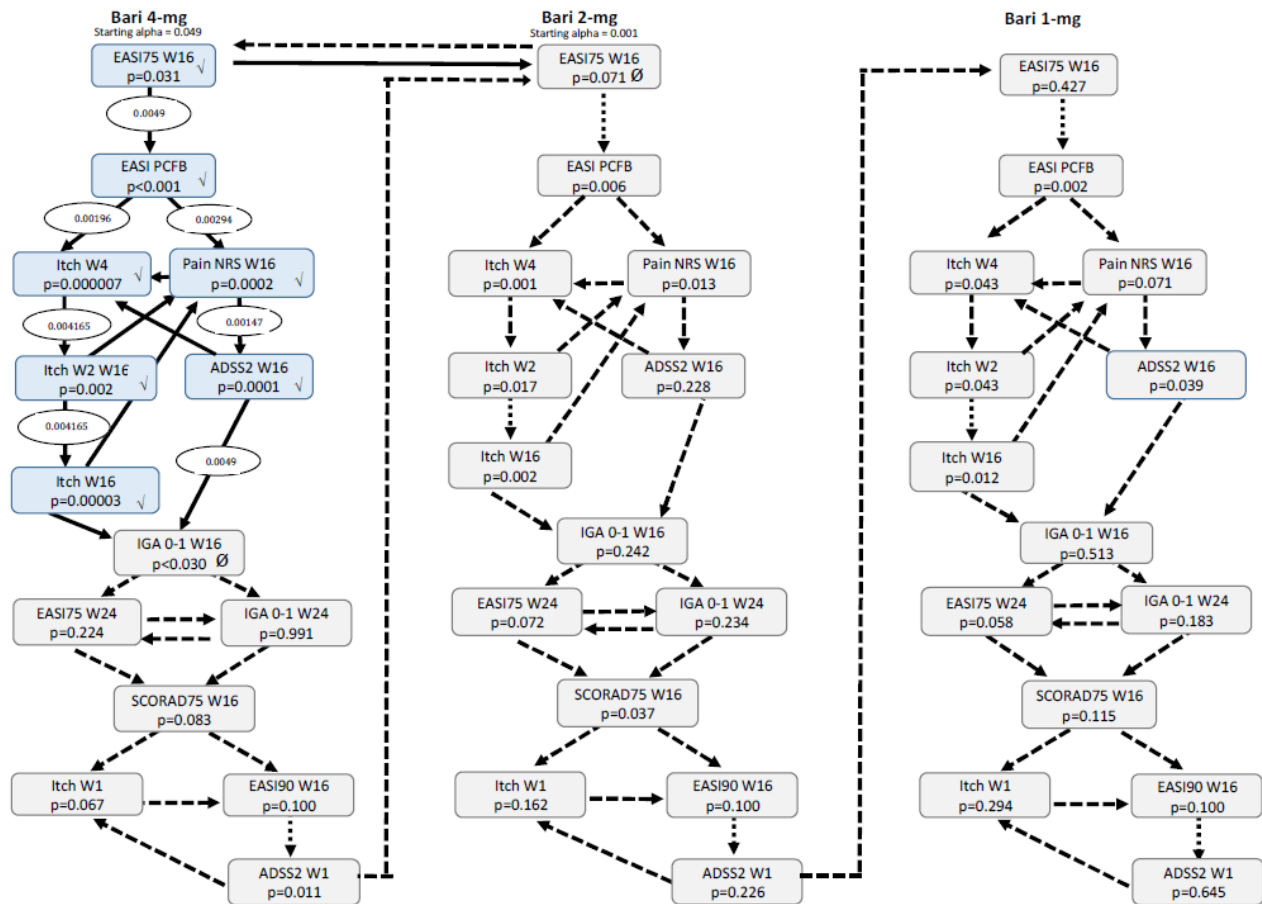 Bari 4-mg
Starting alpha = 0.049
EASI75 W16
p=0.031 √
0.0049
EASI PCFB
p<0.001 √
0.00196
0.00294
Itch W4
p=0.000007 √
Pain NRS W16
p=0.0002 √
0.004165
0.00147
Itch W2 W16
p=0.002 √
ADSS2 W16
p=0.0001 √
0.004165
0.0049
Itch W16
p=0.00003 √
IGA 0-1 W16
p<0.030 Ø
EASI75 W24
p=0.224
IGA 0-1 W24
p=0.991
SCORAD75 W16
p=0.083
Itch W1
p=0.067
EASI90 W16
p=0.100
ADSS2 W1
p=0.011
Bari 2-mg
Starting alpha = 0.001
EASI75 W16
p=0.071 Ø
EASI PCFB
p=0.006
Itch W4
p=0.001
Pain NRS W16
p=0.013
Itch W2
p=0.017
ADSS2 W16
p=0.228
Itch W16
p=0.002
IGA 0-1 W16
p=0.242
EASI75 W24
p=0.072
IGA 0-1 W24
p=0.234
SCORAD75 W16
p=0.037
Itch W1
p=0.162
EASI90 W16
p=0.100
ADSS2 W1
p=0.226
Bari 1-mg
EASI75 W16
p=0.427
EASI PCFB
p=0.002
Itch W4
p=0.043
Pain NRS W16
p=0.071
Itch W2
p=0.043
ADSS2 W16
p=0.039
Itch W16
p=0.012
IGA 0-1 W16
p=0.513
EASI75 W24
p=0.058
IGA 0-1 W24
p=0.183
SCORAD75 W16
p=0.115
Itch W1
p=0.294
EASI90 W16
p=0.100
ADSS2 W1
p=0.645